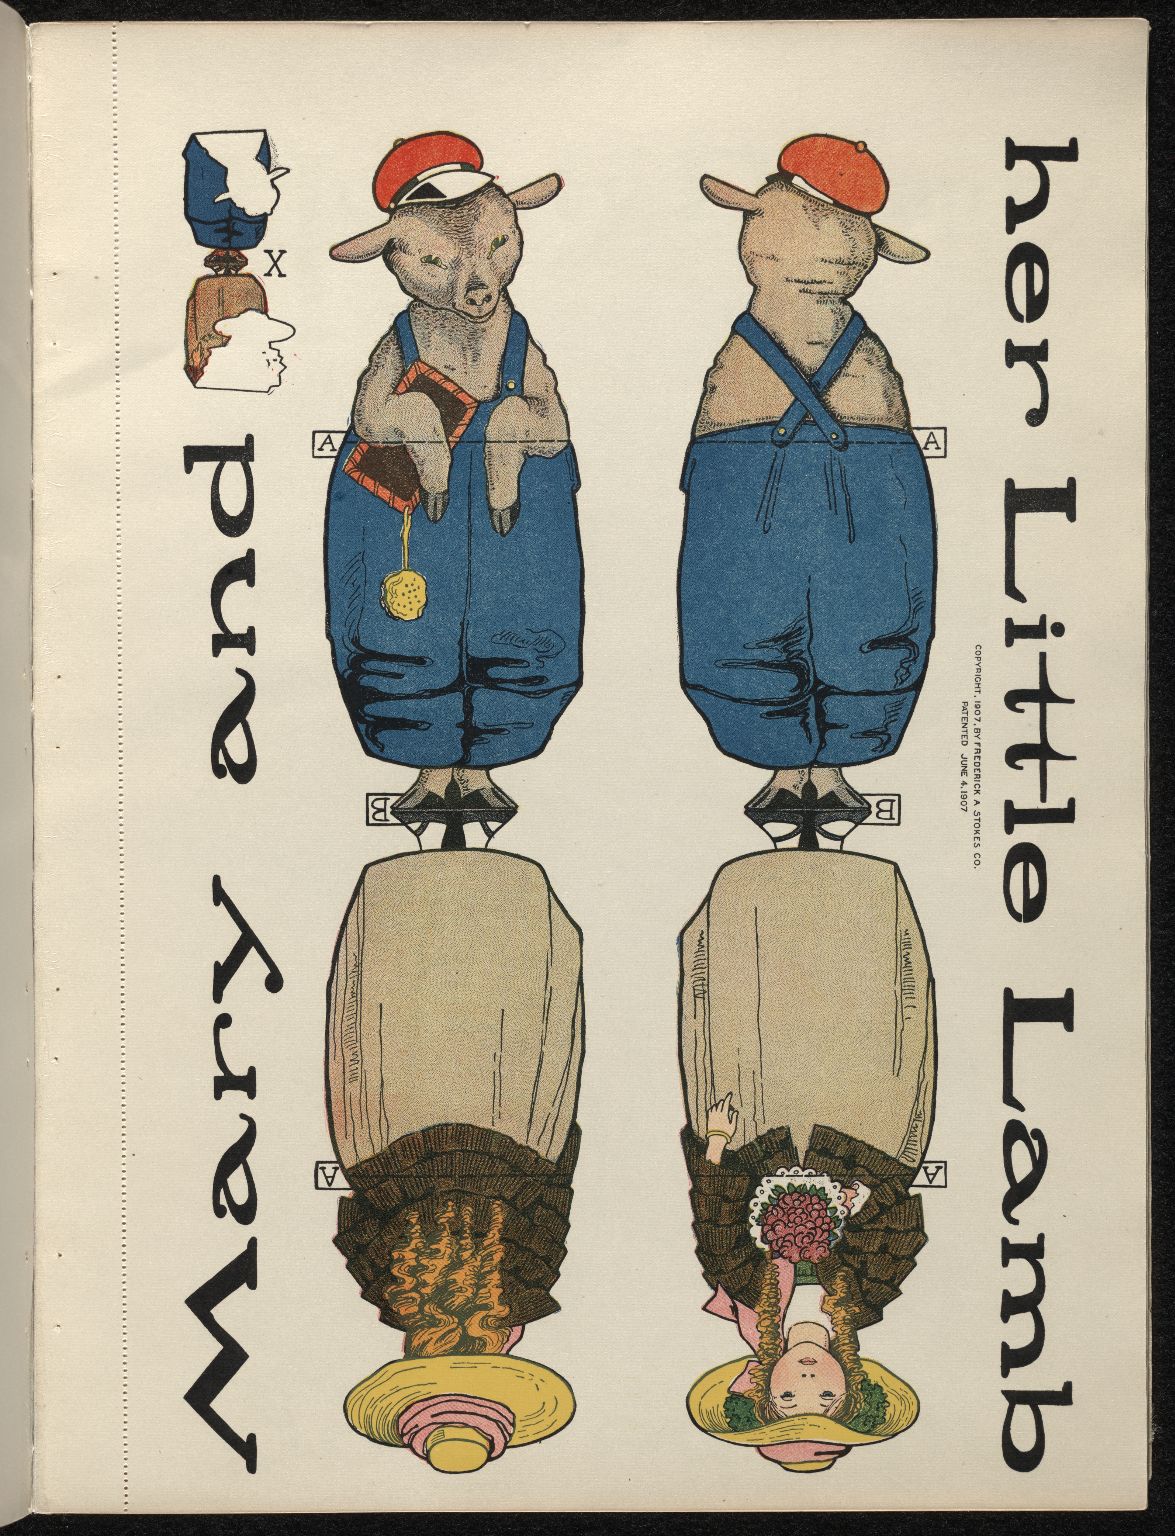 Mary and
her Little Lamb
COPYRIGHT, 1907, BY FREDERICK A STOKES CO.
PATENTED JUNE 4, 1907
X
A
A
B
B
A
A